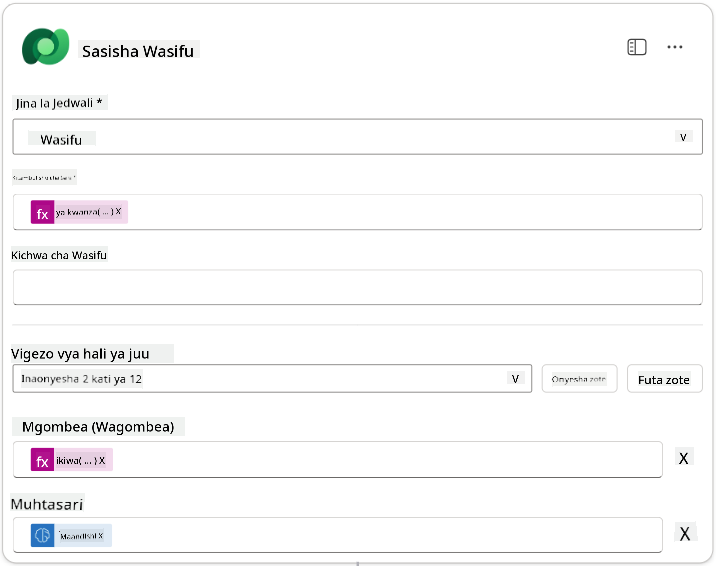 Sasisha Wasifu
Jina la Jedwali *
Wasifu V
fx ya kwanza( ... ) X
Kichwa cha Wasifu
Vigezo vya hali ya juu
Inaonyesha 2 kati ya 12 V Onyesha zote Futa zote
Mgombea (Wagombea)
fx ikiwa( ... ) X X
Muhtasari
Maandishi X X